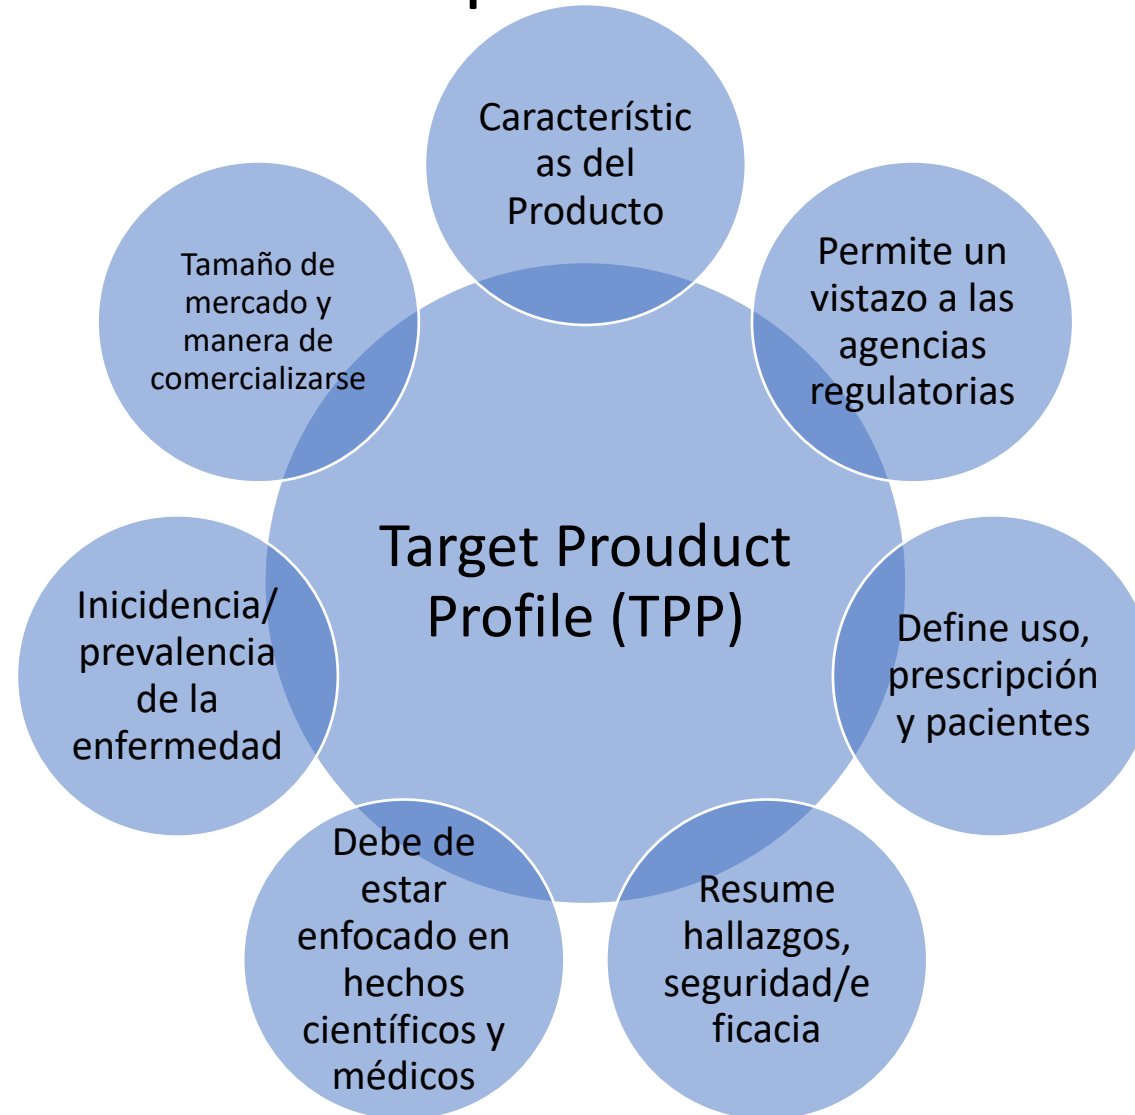 Característic
as del
Producto
Permite un
vistazo a las
agencias
regulatorias
Define uso,
prescripción
y pacientes
Resume
hallazgos,
seguridad/e
ficacia
Debe de
estar
enfocado en
hechos
científicos y
médicos
Inicidencia/
prevalencia
de la
enfermedad
Tamaño de
mercado y
manera de
comercializarse
Target Prouduct
Profile (TPP)